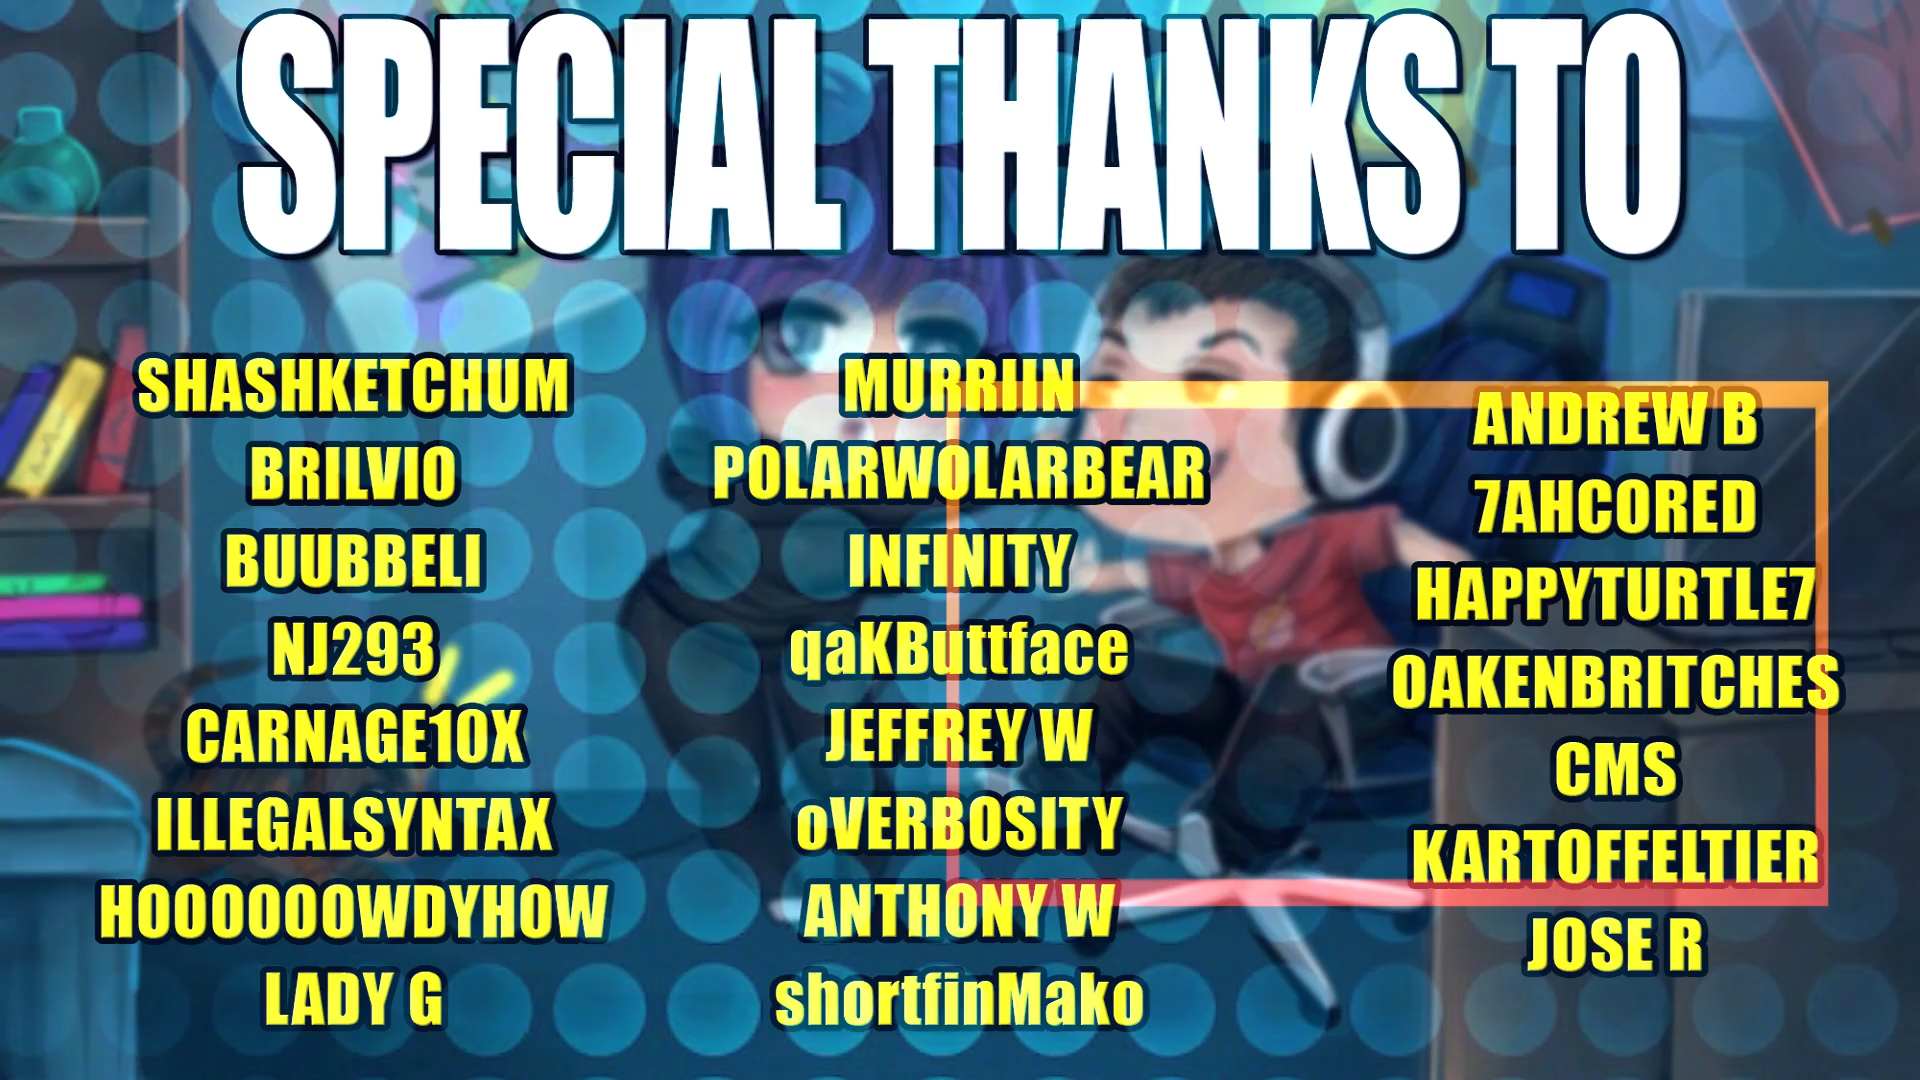 SPECIAL THANKS TO
SHASHKETCHUM
BRILVIO
BUUBBELI
NJ293
CARNAGE10X
ILLEGALSYNTAX
HOOOOOOWDYHOW
LADY G
MURRIIN
POLARWOLARBEAR
INFINITY
qaKButtface
JEFFREY W
oVERBOSITY
ANTHONY W
shortfinMako
ANDREW B
7AHCORED
HAPPYTURTLE7
OAKENBRITCHES
CMS
KARTOFFELTIER
JOSE R